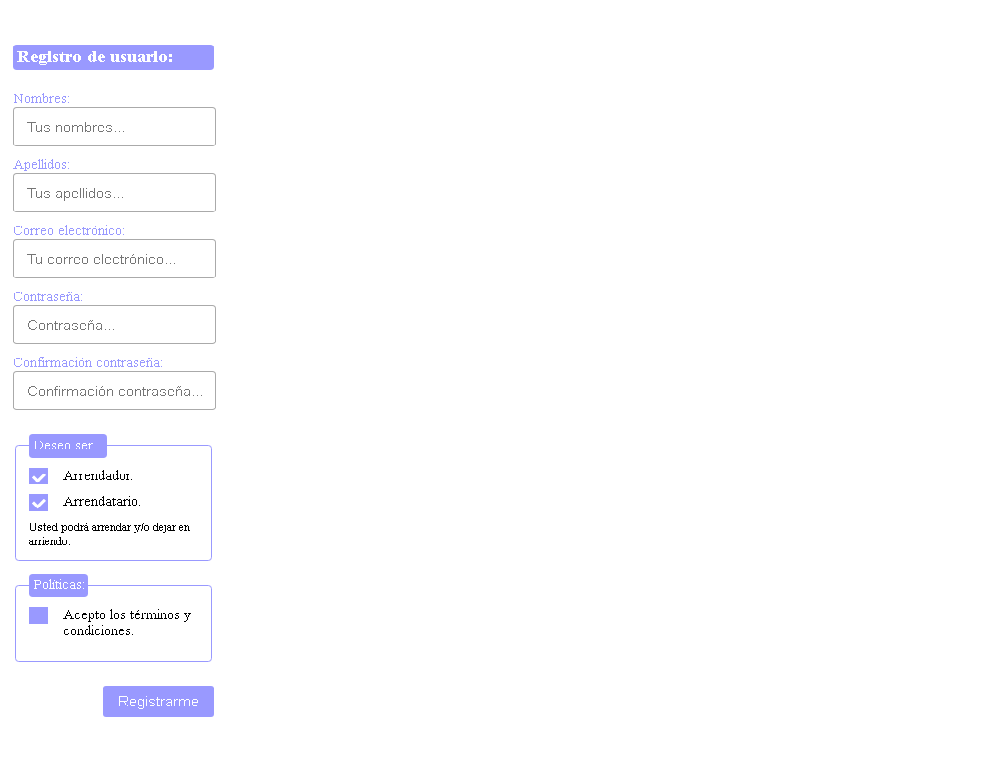 Registro de usuario:
Nombres:
Tus nombres...
Apellidos:
Tus apellidos...
Correo electrónico:
Tu correo electrónico...
Contraseña:
Contraseña...
Confirmación contraseña:
Confirmación contraseña...
Deseo ser...
Arrendador.
Arrendatario.
Usted podrá arrendar y/o dejar en
arriendo.
Políticas:
Acepto los términos y
condiciones.
Registrarme